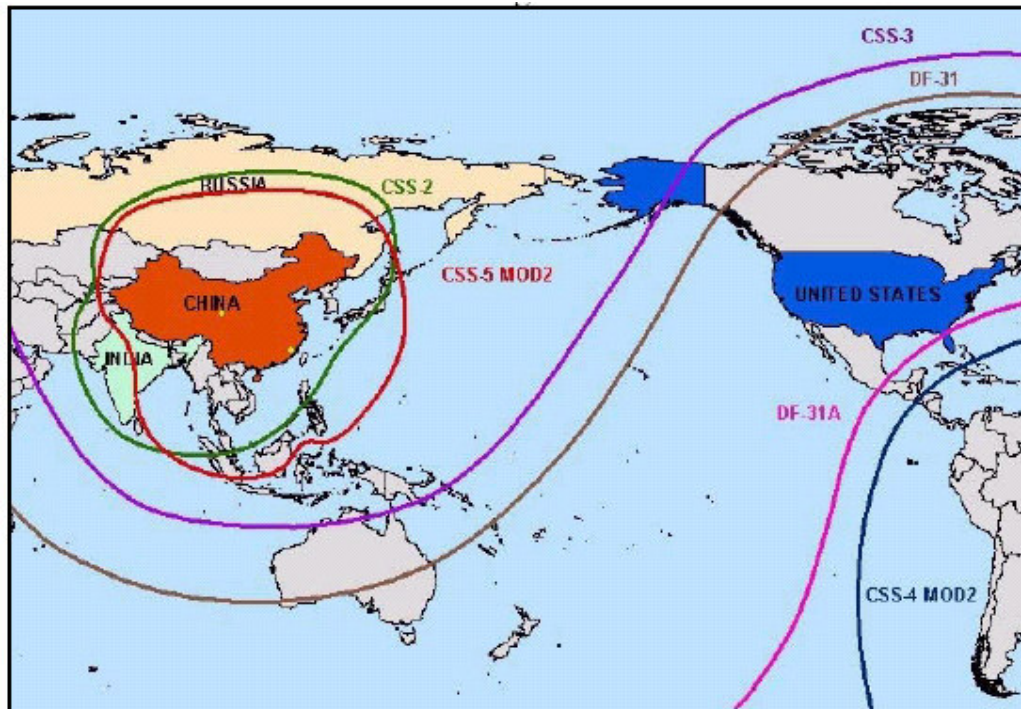 CSS-3
DF-31
RUSSIA
CSS-2
CSS-5 MOD2
CHINA
UNITED STATES
INDIA
DF-31A
CSS-4 MOD2